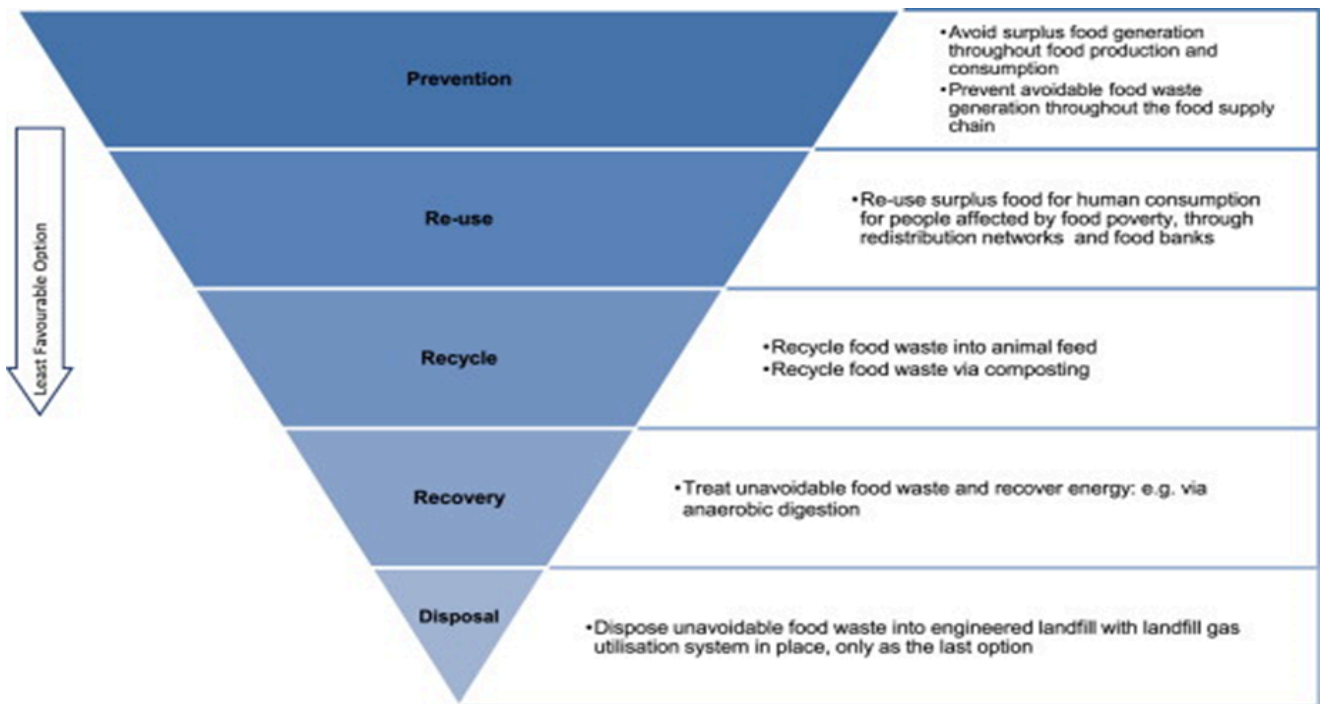 Prevention
•Avoid surplus food generation
throughout food production and
consumption
•Prevent avoidable food waste
generation throughout the food supply
chain
Least Favourable Option
Re-use
•Re-use surplus food for human consumption
for people affected by food poverty, through
redistribution networks and food banks
Recycle
•Recycle food waste into animal feed
•Recycle food waste via composting
Recovery
•Treat unavoidable food waste and recover energy: e.g. via
anaerobic digestion
Disposal
•Dispose unavoidable food waste into engineered landfill with landfill gas
utilisation system in place, only as the last option